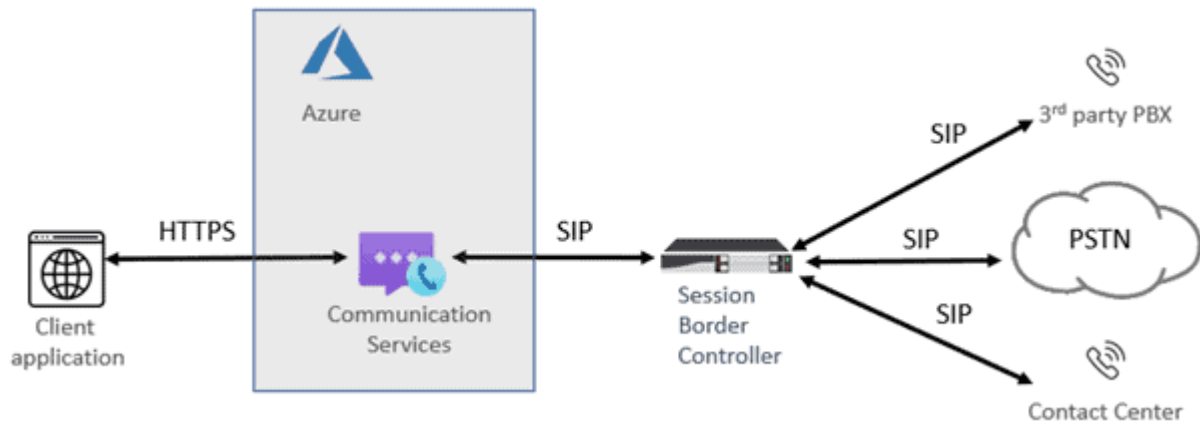 Azure
3rd party PBX
SIP
HTTPS
SIP
SIP
PSTN
Client
application
Communication
Services
Session
Border
Controller
SIP
Contact Center